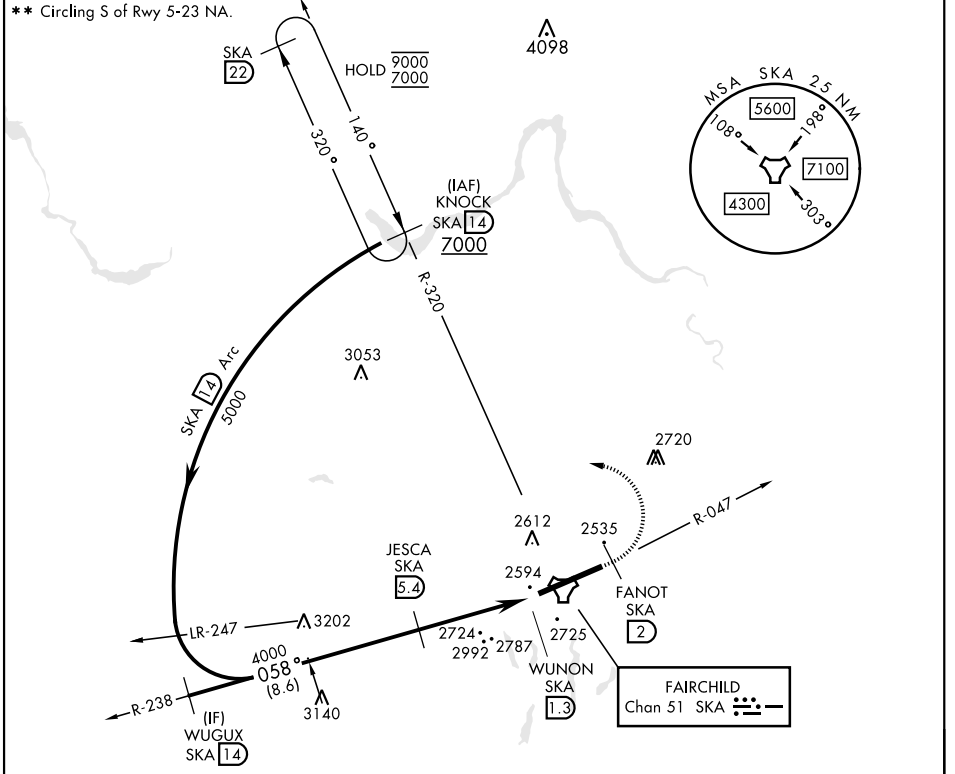 ** Circling S of Rwy 5-23 NA.
SKA
22
HOLD 9000
7000
4098
MSA SKA 25 NM
5600
108°
198°
7100
4300
303°
320°
140°
(IAF)
KNOCK
SKA 14
7000
R-320
SKA 14 Arc
5000
3053
2720
2612
2535
R-047
JESCA
SKA
5.4
2594
FANOT
SKA
2
LR-247
3202
2724
2992
2787
2725
4000
058°
(8.6)
3140
WUNON
SKA
1.3
R-238
(IF)
WUGUX
SKA 14
FAIRCHILD
Chan 51 SKA